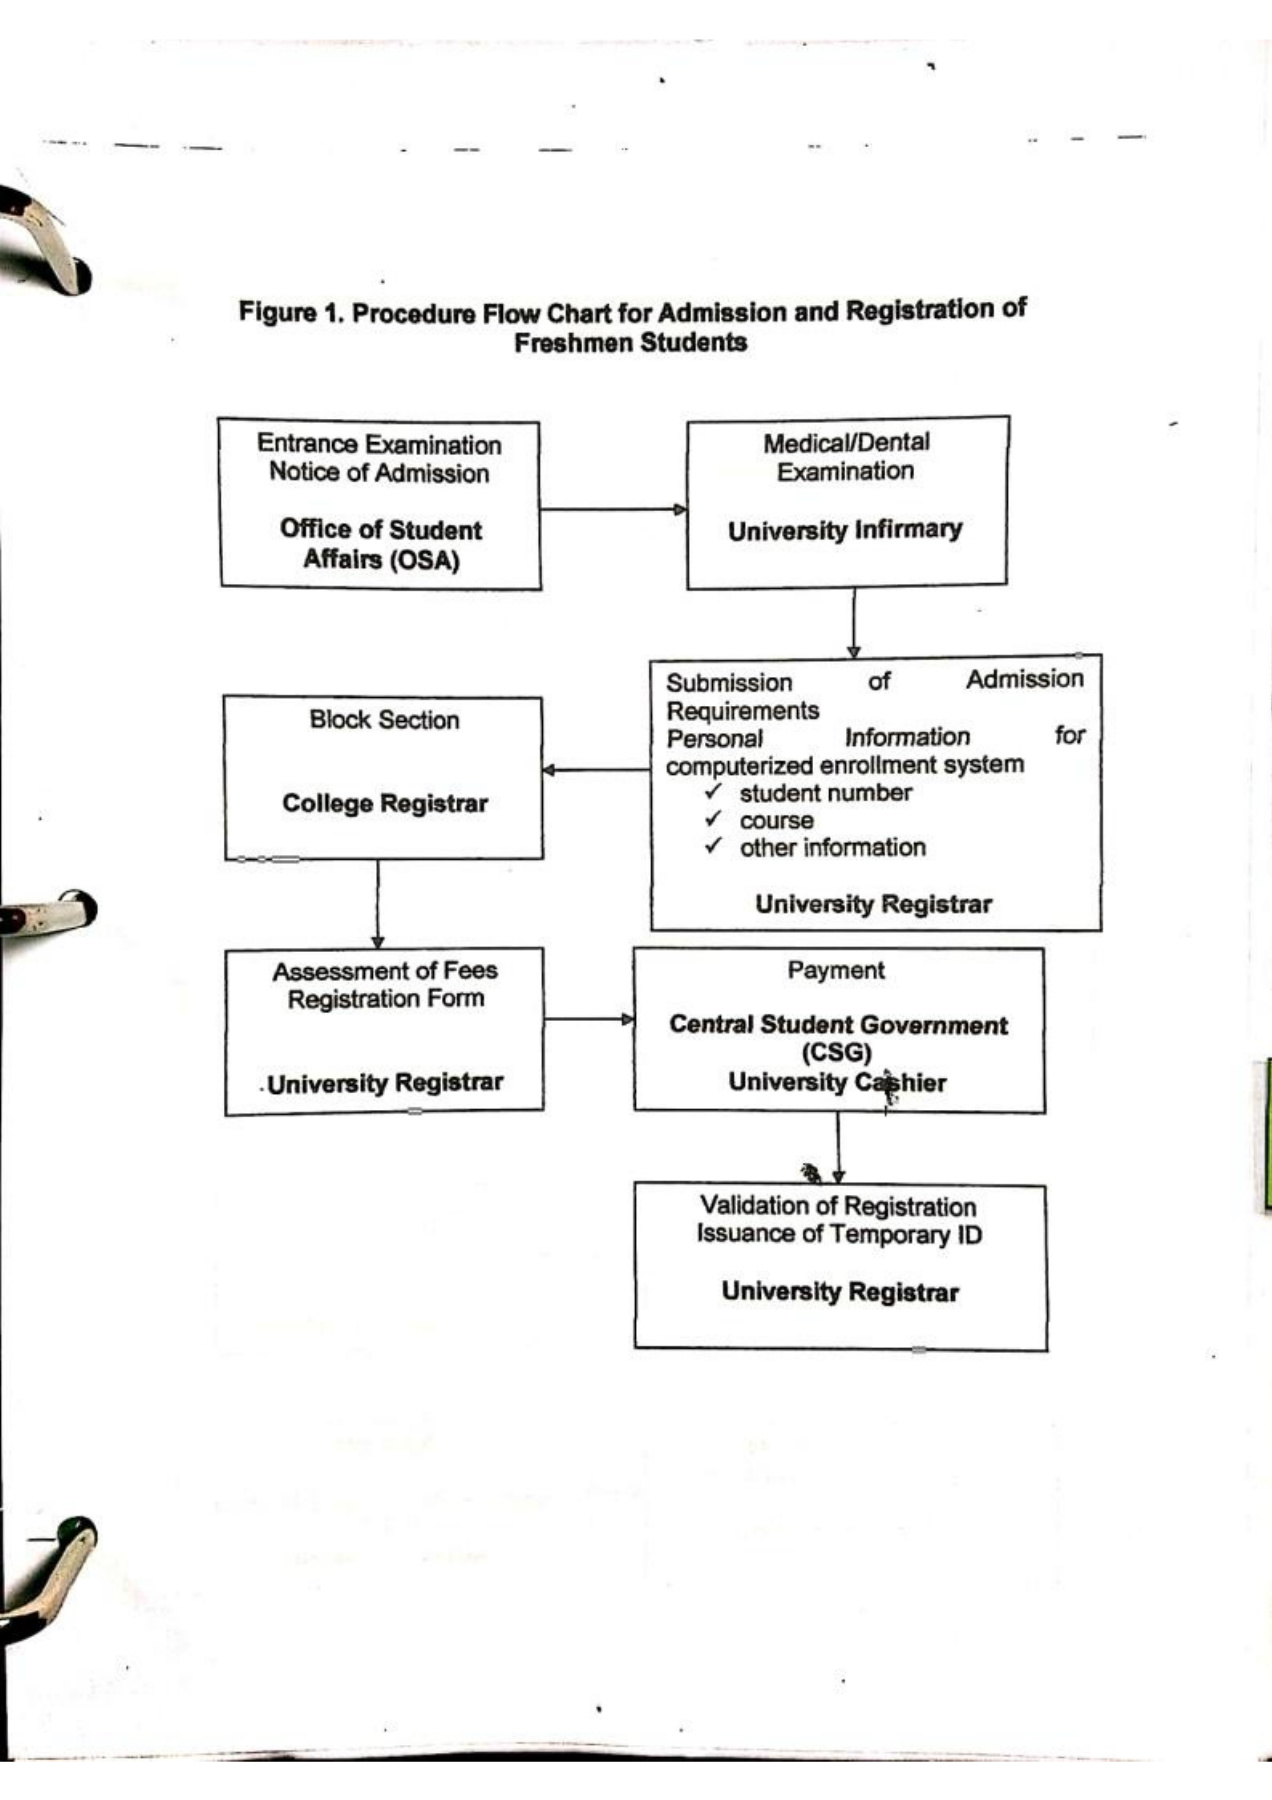 Figure 1. Procedure Flow Chart for Admission and Registration of
Freshmen Students
Entrance Examination
Notice of Admission
Office of Student
Affairs (OSA)
Medical/Dental
Examination
University Infirmary
Submission of Admission
Requirements
Personal Information for
computerized enrollment system
✓ student number
✓ course
✓ other information
University Registrar
Block Section
College Registrar
Assessment of Fees
Registration Form
University Registrar
Payment
Central Student Government
(CSG)
University Cashier
Validation of Registration
Issuance of Temporary ID
University Registrar